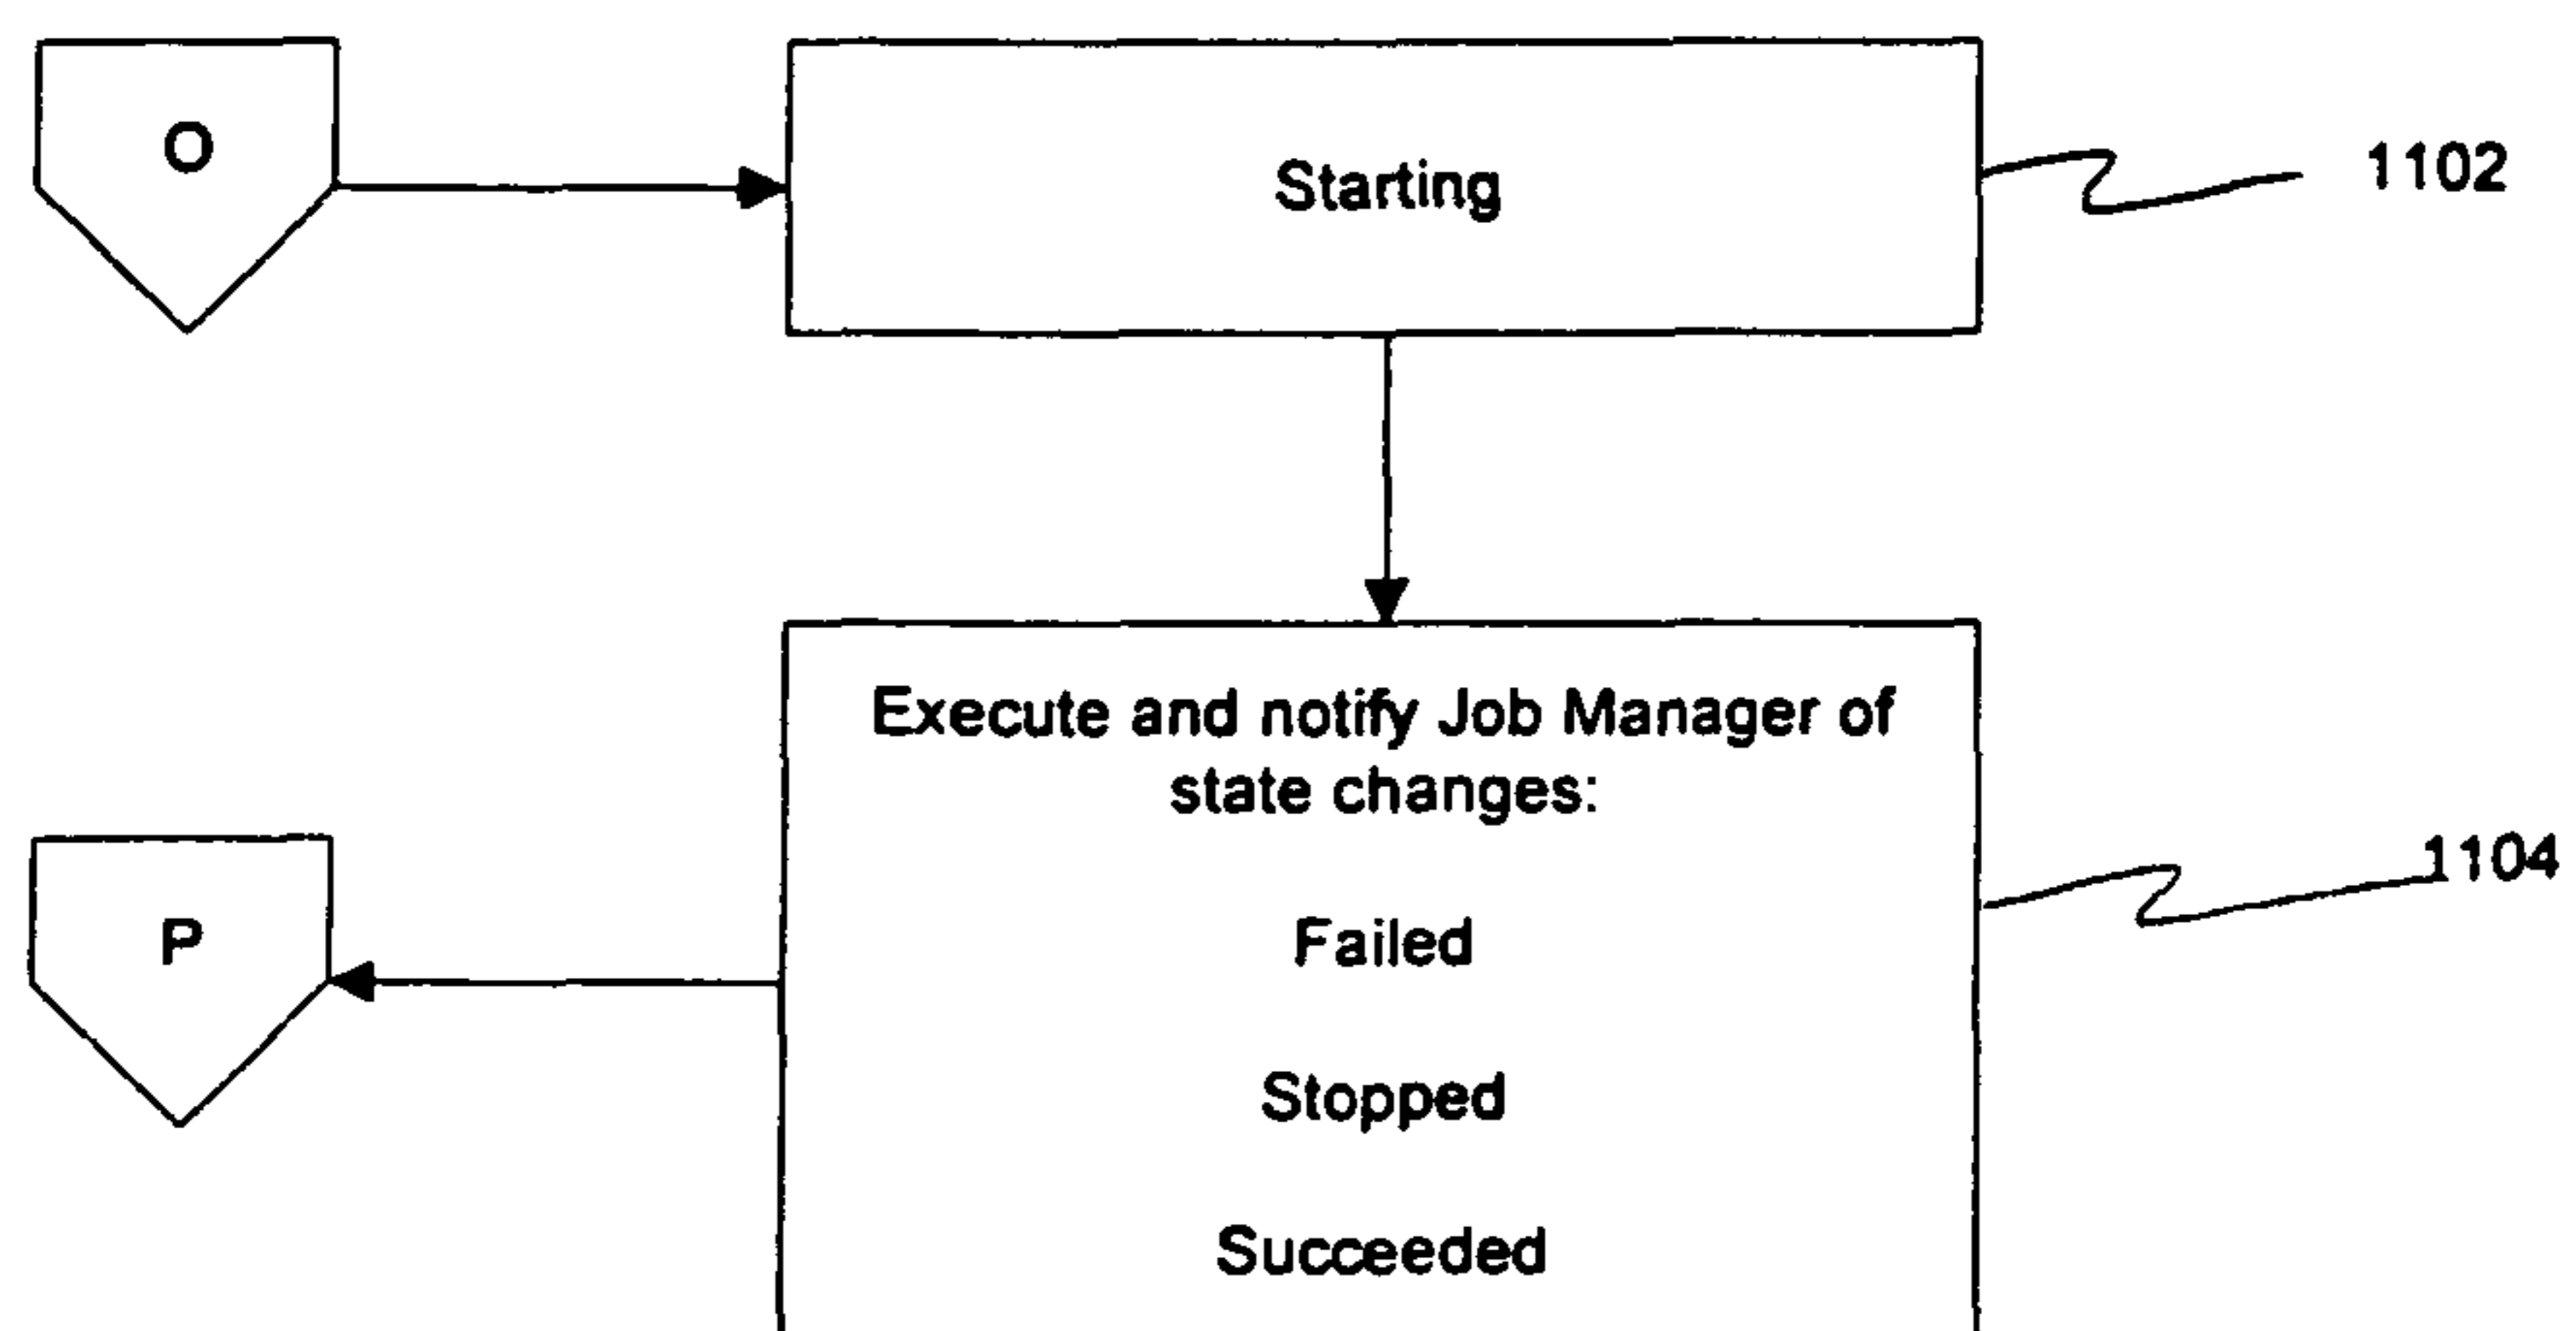 O
Starting
1102
Execute and notify Job Manager of
state changes:
1104
P
Failed
Stopped
Succeeded